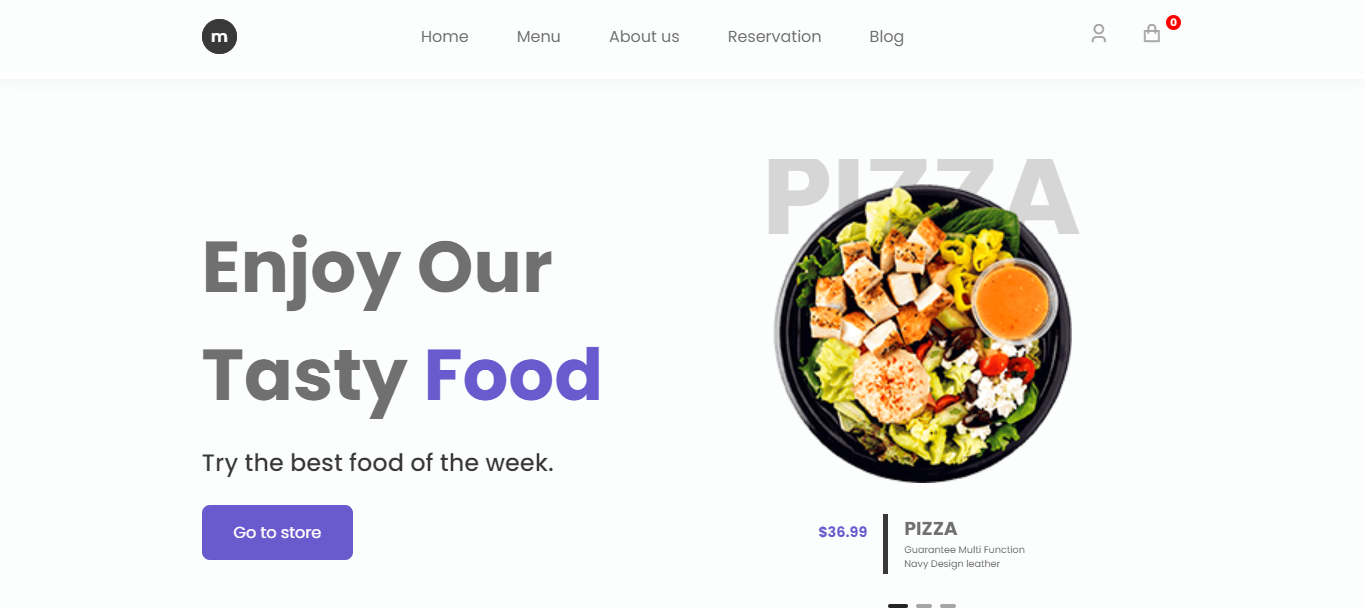 m
Home Menu About us Reservation Blog
0
PIZZA
Enjoy Our
Tasty Food
Try the best food of the week.
Go to store
$36.99
PIZZA
Guarantee Multi Function
Navy Design leather